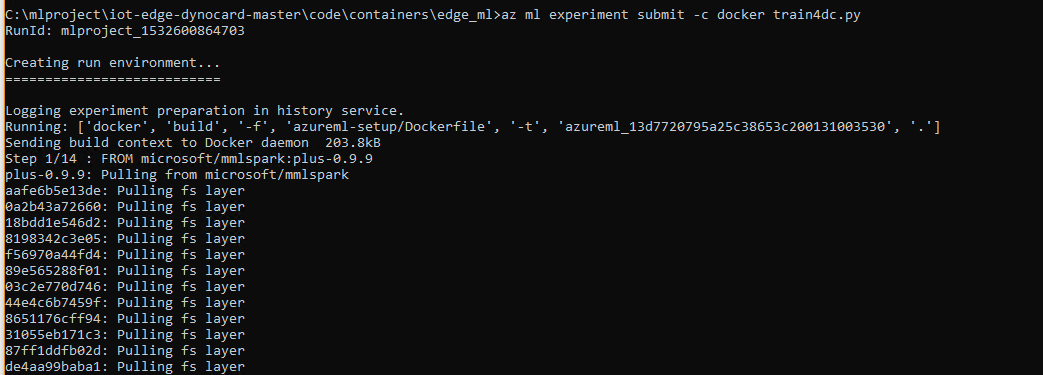 C:\mlproject\iot-edge-dynocard-master\code\containers\edge_ml>az ml experiment submit -c docker train4dc.py
RunId: mlproject_1532600864703
Creating run environment...
===========================
Logging experiment preparation in history service.
Running: ['docker', 'build', '-f', 'azureml-setup/Dockerfile', '-t', 'azureml_13d7720795a25c38653c200131003530', '.']
Sending build context to Docker daemon  203.8kB
Step 1/14 : FROM microsoft/mmlspark:plus-0.9.9
plus-0.9.9: Pulling from microsoft/mmlspark
aafe6b5e13de: Pulling fs layer
0a2b43a72660: Pulling fs layer
18bdd1e546d2: Pulling fs layer
8198342c3e05: Pulling fs layer
f56970a44fd4: Pulling fs layer
89e565288f01: Pulling fs layer
03c2e770d746: Pulling fs layer
44e4c6b7459f: Pulling fs layer
8651176cff94: Pulling fs layer
31055eb171c3: Pulling fs layer
87ff1ddfb02d: Pulling fs layer
de4aa99baba1: Pulling fs layer